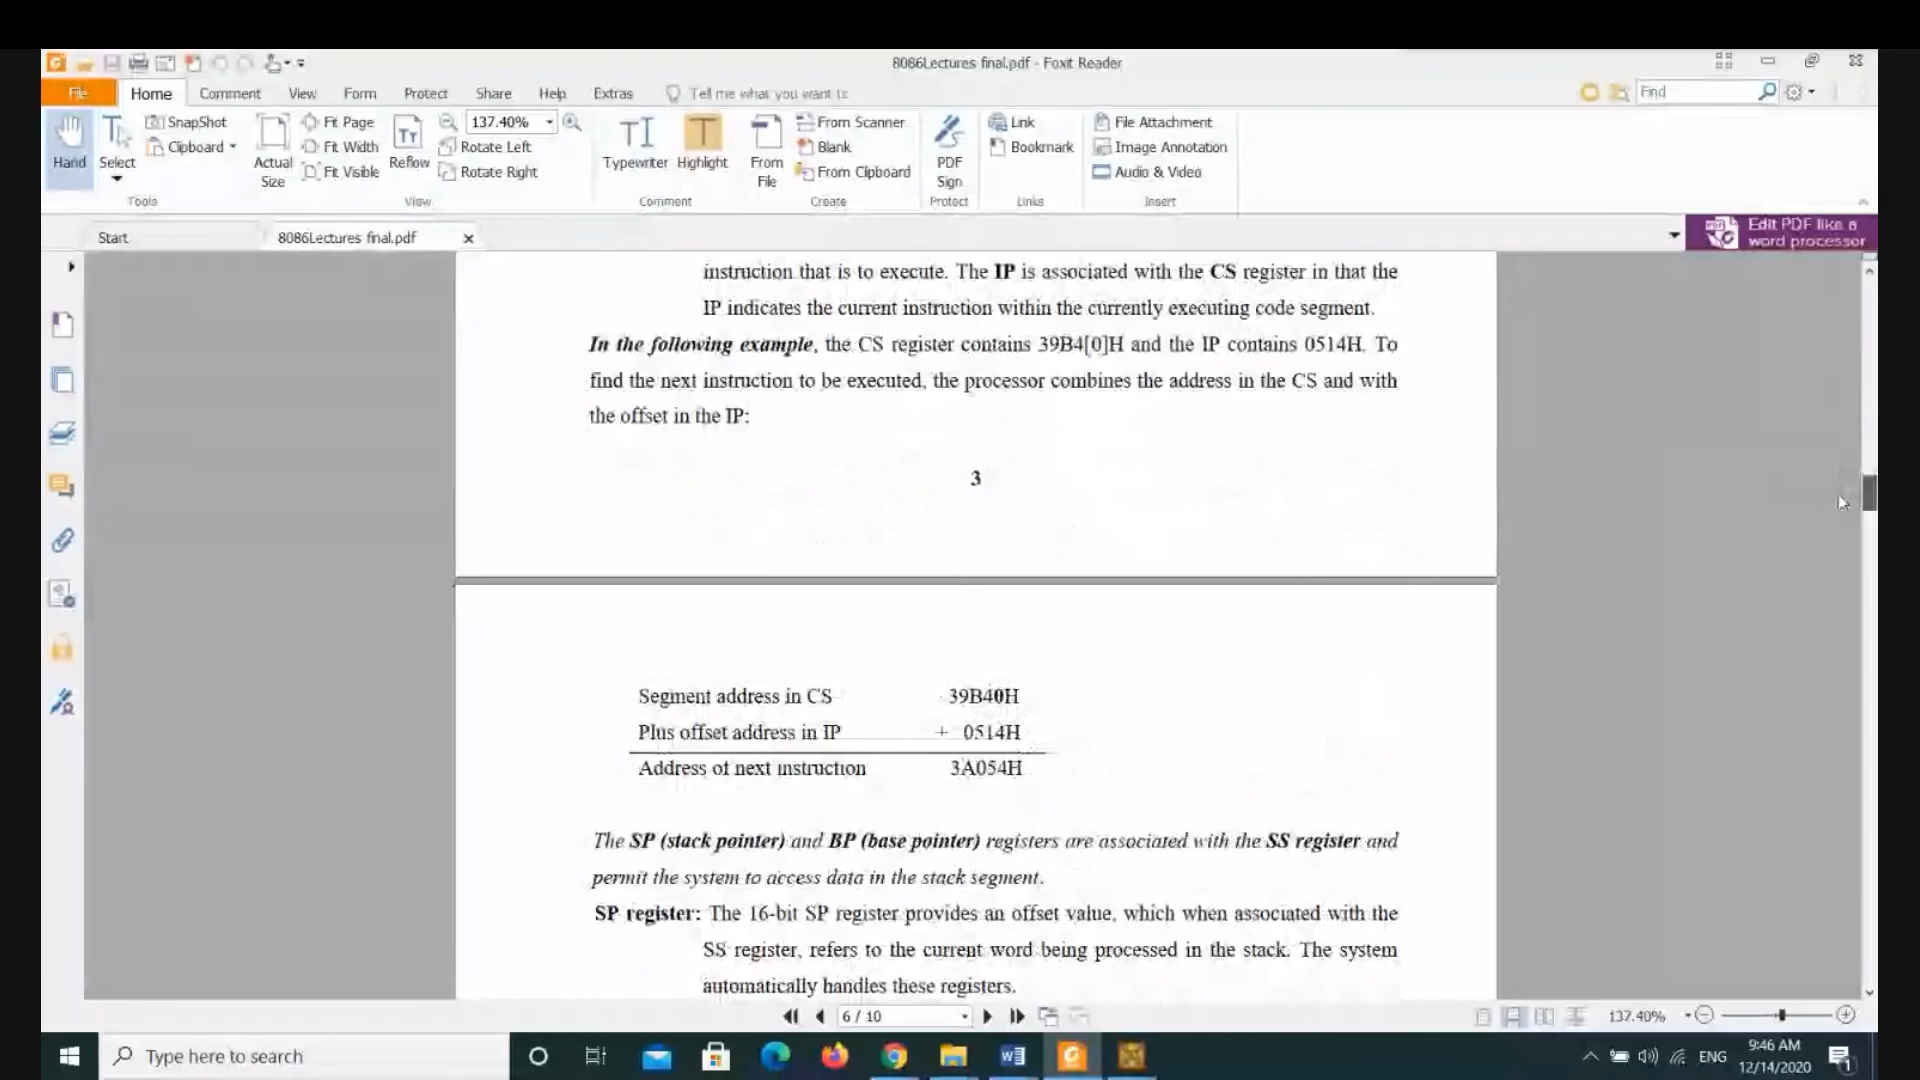 8086Lectures final.pdf - Foxit Reader
File Home Comment View Form Protect Share Help Extras Tell me what you want to Find
Hand
Select
SnapShot
Clipboard
Tools
Actual
Size
Fit Page
Fit Width
Fit Visible
Reflow
137.40%
Rotate Left
Rotate Right
View
Typewriter
Highlight
Comment
From
File
From Scanner
Blank
From Clipboard
Create
PDF
Sign
Protect
Link
Bookmark
Links
File Attachment
Image Annotation
Audio & Video
Insert
Start 8086Lectures final.pdf
Edit PDF like a
word processor
instruction that is to execute. The IP is associated with the CS register in that the
IP indicates the current instruction within the currently executing code segment.
In the following example, the CS register contains 39B4[0]H and the IP contains 0514H. To
find the next instruction to be executed, the processor combines the address in the CS and with
the offset in the IP:
3
Segment address in CS 39B40H
Plus offset address in IP + 0514H
Address of next instruction 3A054H
The SP (stack pointer) and BP (base pointer) registers are associated with the SS register and
permit the system to access data in the stack segment.
SP register: The 16-bit SP register provides an offset value, which when associated with the
SS register, refers to the current word being processed in the stack. The system
automatically handles these registers.
6 / 10
137.40%
Type here to search
ENG
9:46 AM
12/14/2020
1